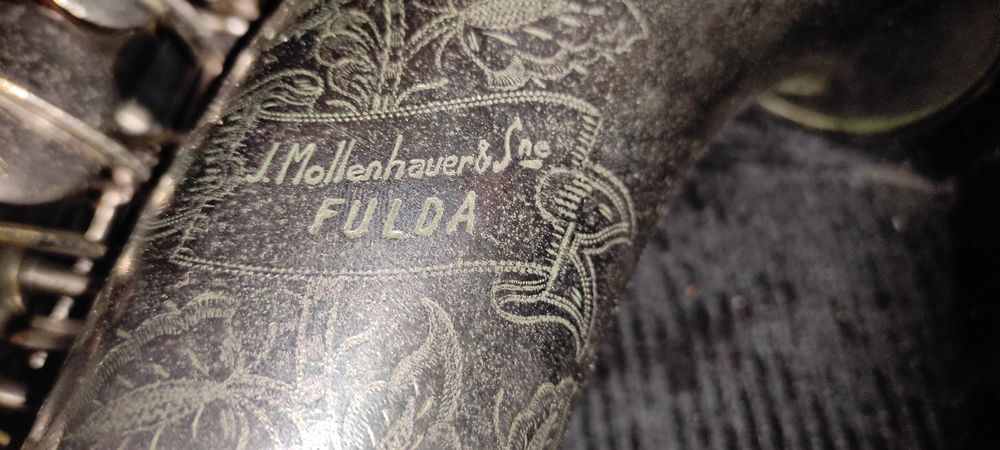 J. Mollenhauer & Sne
FULDA